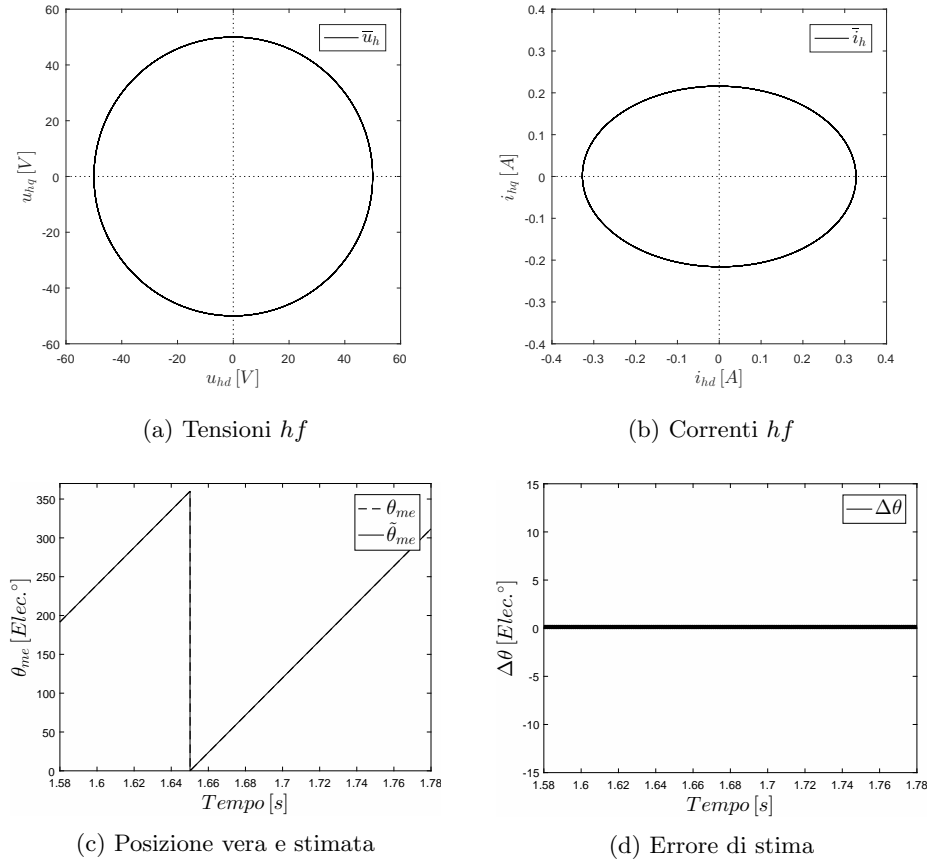 60
40
20
0
-20
-40
-60
-60 -40 -20 0 20 40 60
u_{hq} [V]
u_{hd} [V]
\overline{u}_h
(a) Tensioni hf
0.4
0.3
0.2
0.1
0
-0.1
-0.2
-0.3
-0.4
-0.4 -0.3 -0.2 -0.1 0 0.1 0.2 0.3 0.4
i_{hq} [A]
i_{hd} [A]
\overline{i}_h
(b) Correnti hf
350
300
250
200
150
100
50
0
1.58 1.6 1.62 1.64 1.66 1.68 1.7 1.72 1.74 1.76 1.78
θ_{me} [Elec.°]
Tempo [s]
θ_{me}
\tilde{θ}_{me}
(c) Posizione vera e stimata
15
10
5
0
-5
-10
-15
1.58 1.6 1.62 1.64 1.66 1.68 1.7 1.72 1.74 1.76 1.78
Δθ [Elec.°]
Tempo [s]
Δθ
(d) Errore di stima